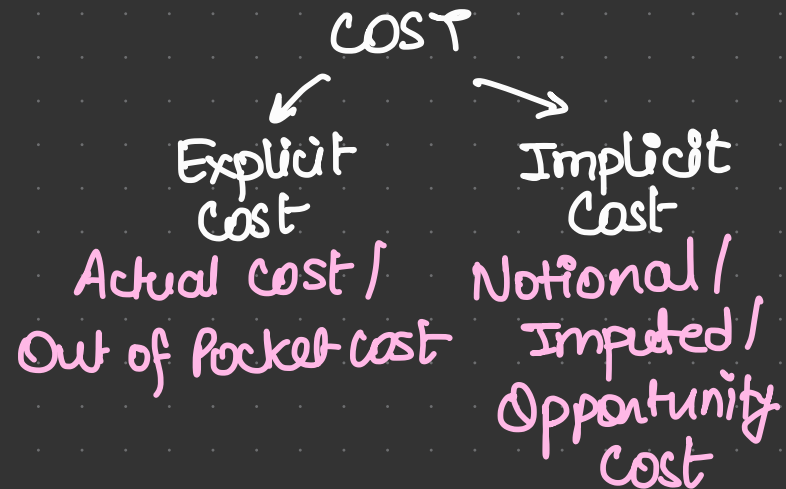 COST
Explicit
Cost
Actual Cost /
Out of Pocket cost
Implicit
Cost
Notional /
Imputed /
Opportunity
Cost